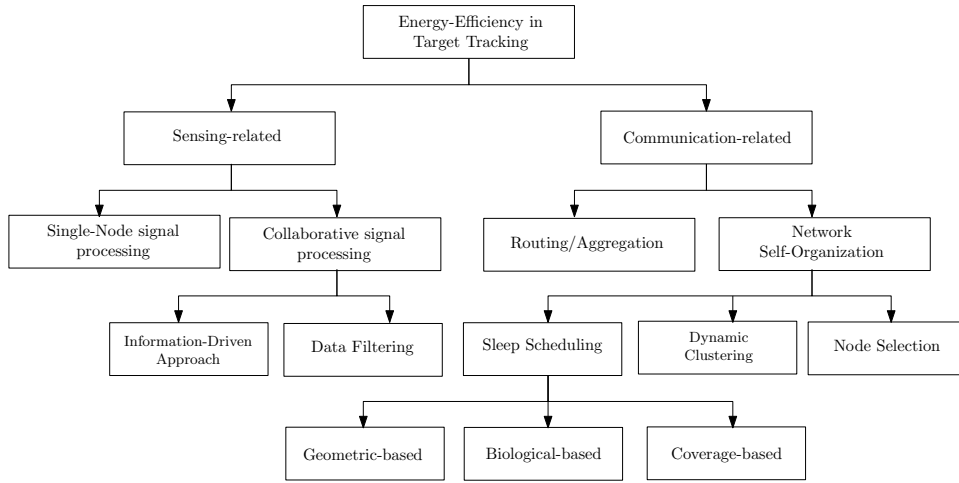 Energy-Efficiency in
Target Tracking
Sensing-related
Communication-related
Single-Node signal
processing
Collaborative signal
processing
Routing/Aggregation
Network
Self-Organization
Information-Driven
Approach
Data Filtering
Sleep Scheduling
Dynamic
Clustering
Node Selection
Geometric-based
Biological-based
Coverage-based